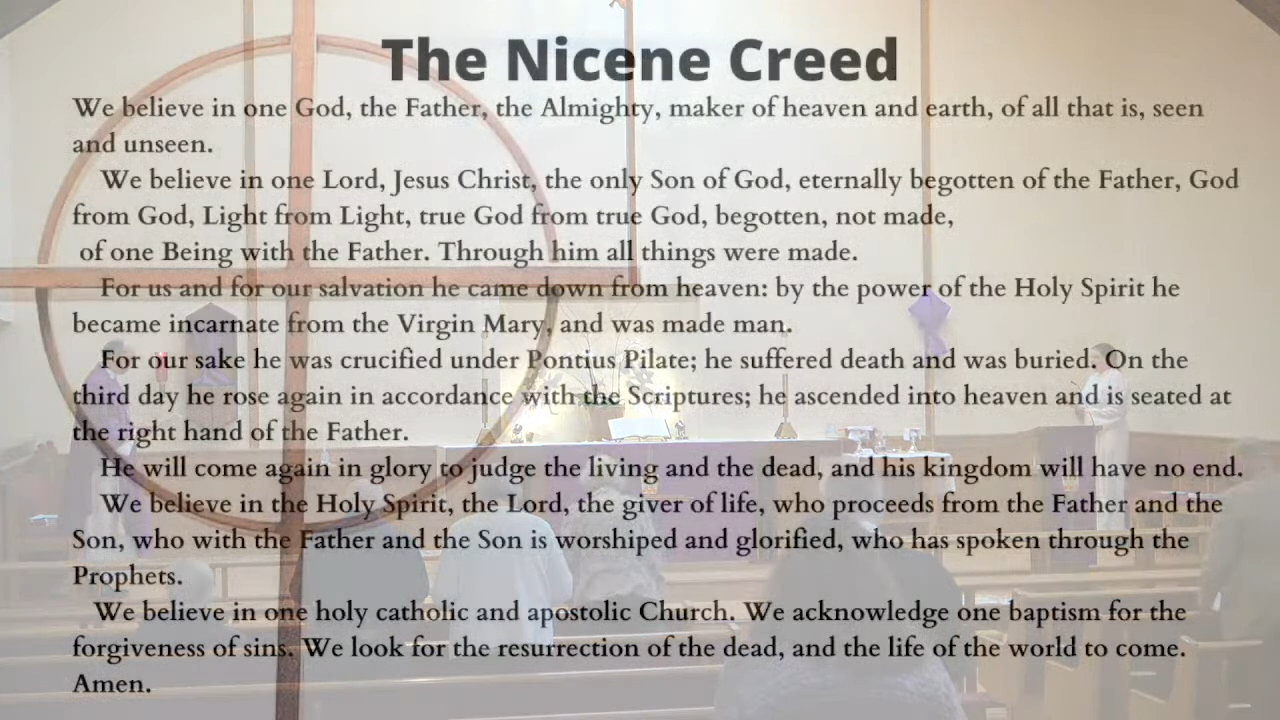 The Nicene Creed
We believe in one God, the Father, the Almighty, maker of heaven and earth, of all that is, seen
and unseen.
We believe in one Lord, Jesus Christ, the only Son of God, eternally begotten of the Father, God
from God, Light from Light, true God from true God, begotten, not made,
of one Being with the Father. Through him all things were made.
For us and for our salvation he came down from heaven: by the power of the Holy Spirit he
became incarnate from the Virgin Mary, and was made man.
For our sake he was crucified under Pontius Pilate; he suffered death and was buried. On the
third day he rose again in accordance with the Scriptures; he ascended into heaven and is seated at
the right hand of the Father.
He will come again in glory to judge the living and the dead, and his kingdom will have no end.
We believe in the Holy Spirit, the Lord, the giver of life, who proceeds from the Father and the
Son, who with the Father and the Son is worshiped and glorified, who has spoken through the
Prophets.
We believe in one holy catholic and apostolic Church. We acknowledge one baptism for the
forgiveness of sins. We look for the resurrection of the dead, and the life of the world to come.
Amen.